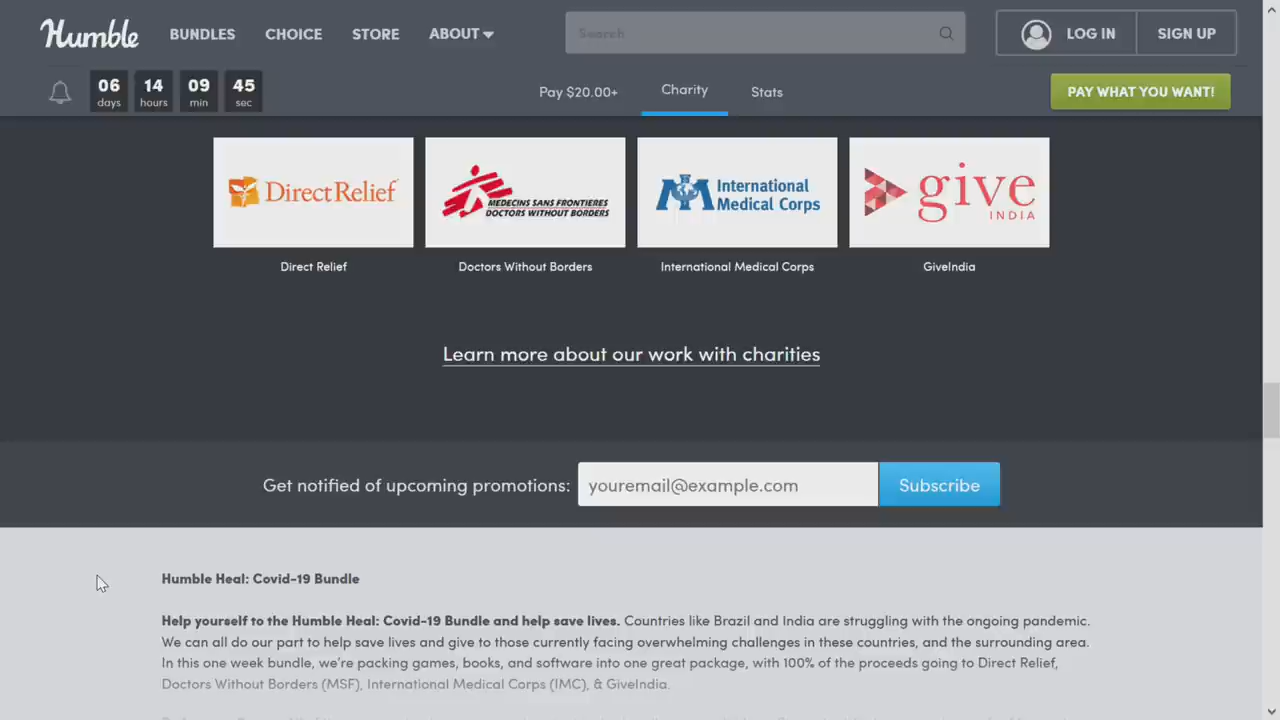 Humble BUNDLES CHOICE STORE ABOUT Search LOG IN SIGN UP
06 14 09 45
days hours min sec
Pay $20.00+ Charity Stats PAY WHAT YOU WANT!
DirectRelief
MEDECINS SANS FRONTIERES
DOCTORS WITHOUT BORDERS
International
Medical Corps
give
INDIA
Direct Relief Doctors Without Borders International Medical Corps GiveIndia
Learn more about our work with charities
Get notified of upcoming promotions: youremail@example.com Subscribe
Humble Heal: Covid-19 Bundle
Help yourself to the Humble Heal: Covid-19 Bundle and help save lives. Countries like Brazil and India are struggling with the ongoing pandemic.
We can all do our part to help save lives and give to those currently facing overwhelming challenges in these countries, and the surrounding area.
In this one week bundle, we're packing games, books, and software into one great package, with 100% of the proceeds going to Direct Relief,
Doctors Without Borders (MSF), International Medical Corps (IMC), & GiveIndia.